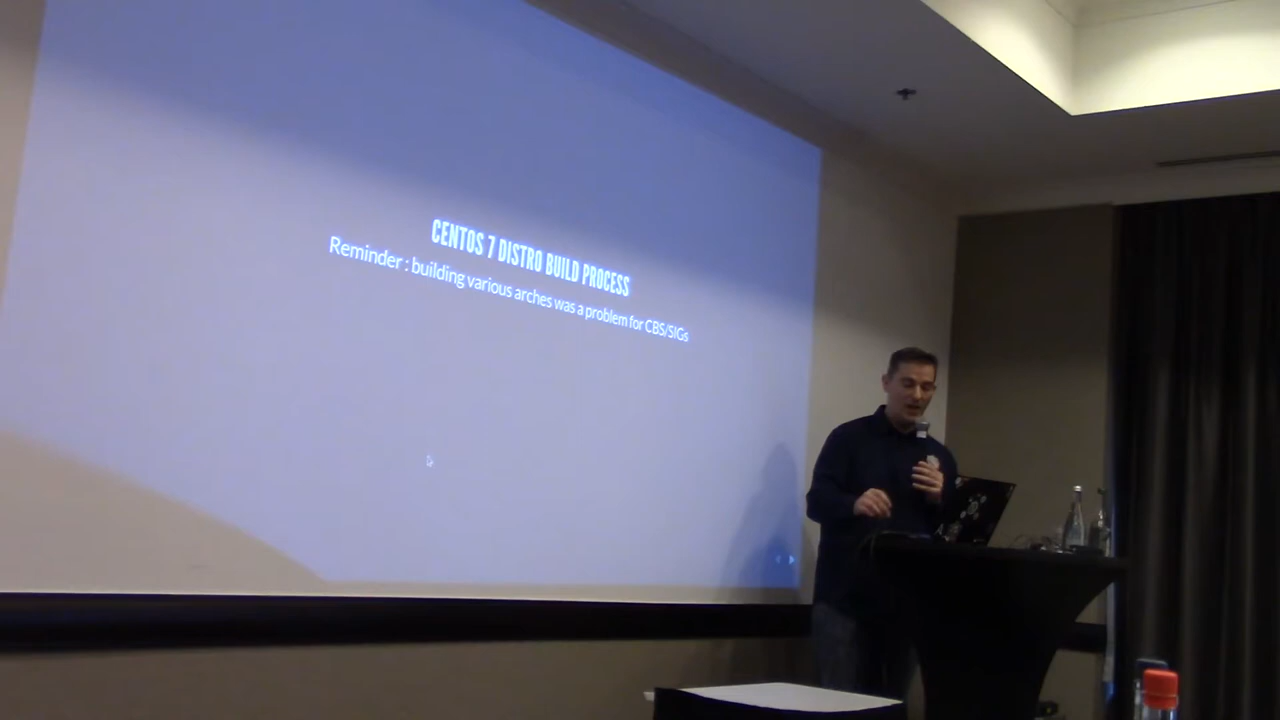 CENTOS 7 DISTRO BUILD PROCESS
Reminder : building various arches was a problem for CBS/SIGs